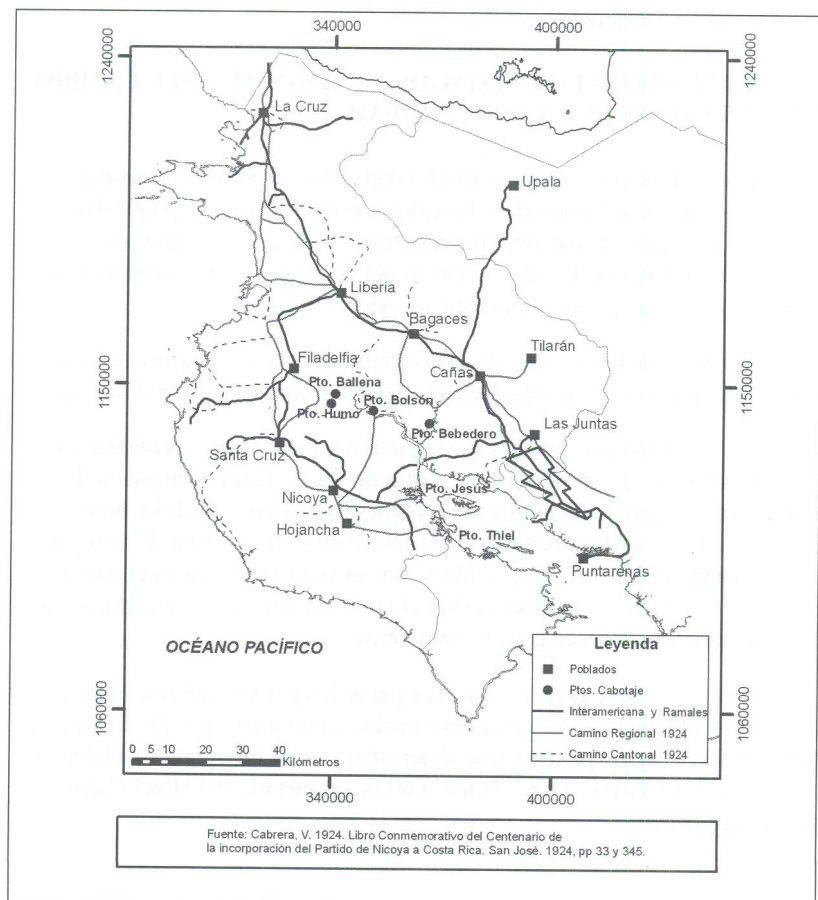 340000
400000
1240000
1240000
La Cruz
Upala
Liberia
Bagaces
Tilarán
Filadelfia
Cañas
Pto. Ballena
1150000
1150000
Pto. Humo
Pto. Bolsón
Pto. Bebedero
Las Juntas
Santa Cruz
Nicoya
Pto. Jesús
Hojancha
Pto. Thiel
Puntarenas
OCÉANO PACÍFICO
Leyenda
Poblados
Ptos. Cabotaje
Interamericana y Ramales
1060000
1060000
Camino Regional 1924
Camino Cantonal 1924
0 5 10 20 30 40
Kilómetros
340000
400000
Fuente: Cabrera, V. 1924. Libro Conmemorativo del Centenario de
la incorporación del Partido de Nicoya a Costa Rica. San José. 1924, pp 33 y 345.